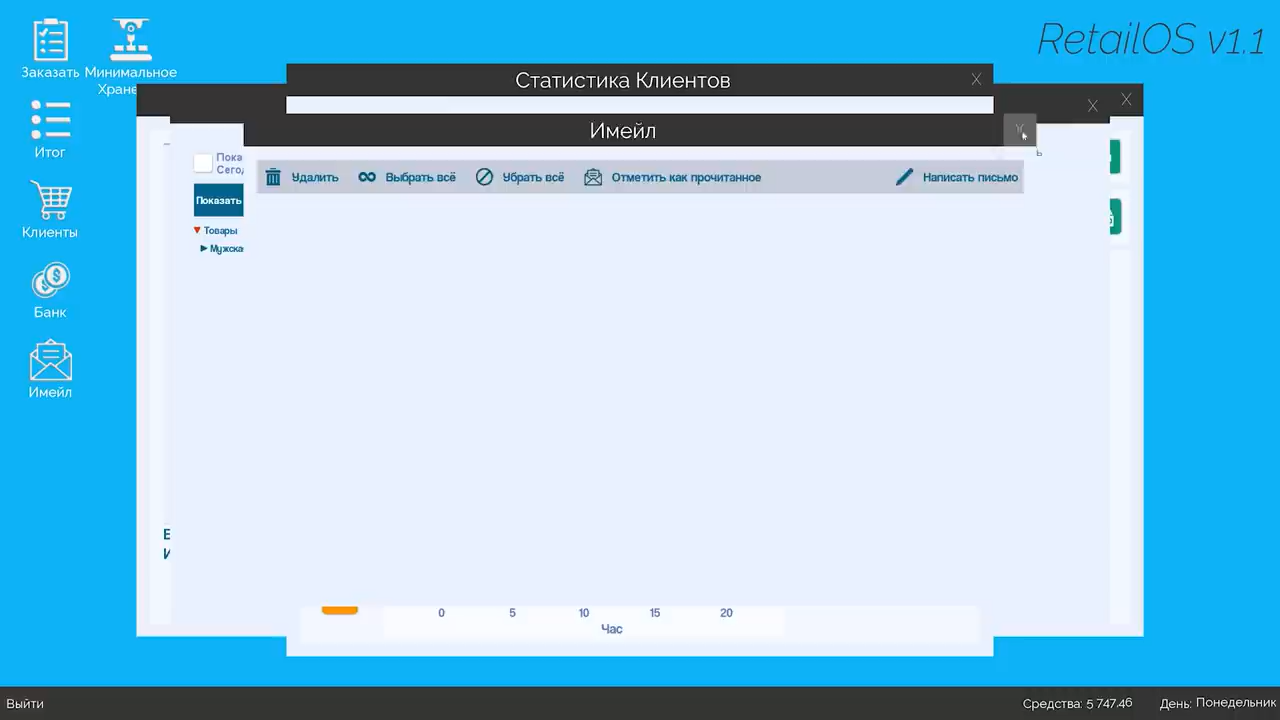 RetailOS v1.1
Заказать
Минимальное
Хране
Итог
Клиенты
Банк
Имейл
Статистика Клиентов
X
X
X
Имейл
Пока
Сего
Показать
Товары
Мужска
Удалить
Выбрать всё
Убрать всё
Отметить как прочитанное
Написать письмо
Е
И
0 5 10 15 20
Час
Выйти
Средства: 5 747.46
День: Понедельник